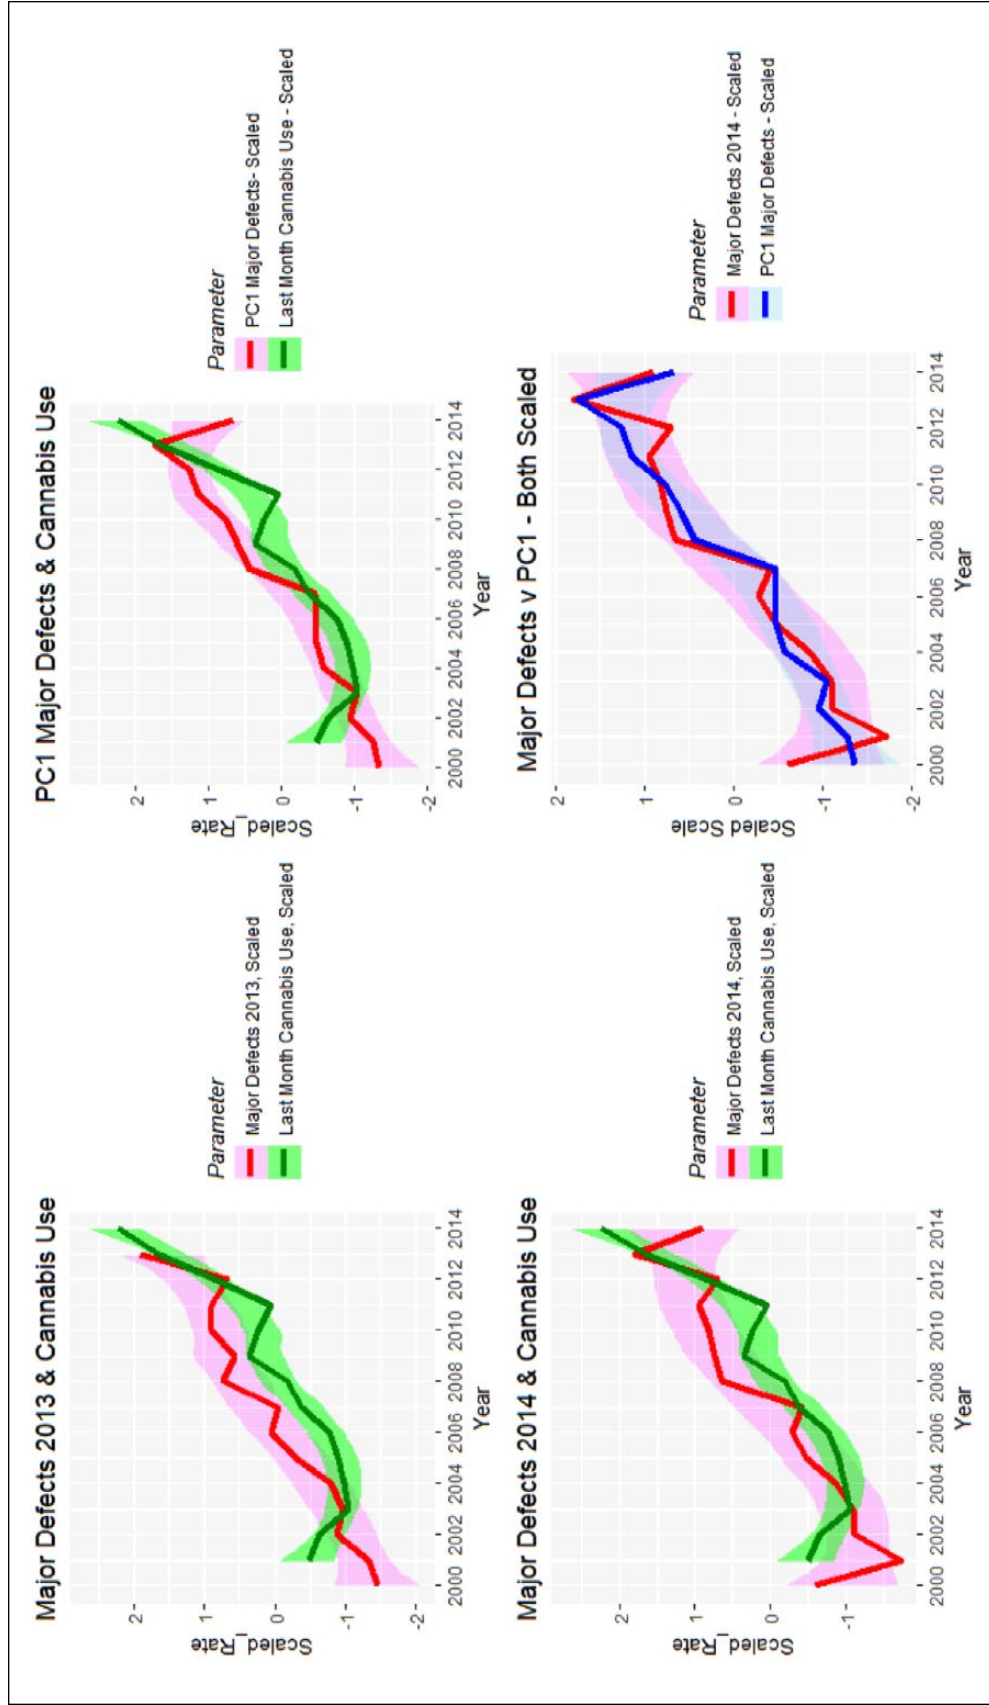 Major Defects 2013 & Cannabis Use
Scaled_Rate
2
1
0
-1
-2
2000 2002 2004 2006 2008 2010 2012 2014
Year
Parameter
Major Defects 2013, Scaled
Last Month Cannabis Use, Scaled
PC1 Major Defects & Cannabis Use
Scaled_Rate
2
1
0
-1
-2
2000 2002 2004 2006 2008 2010 2012 2014
Year
Parameter
PC1 Major Defects- Scaled
Last Month Cannabis Use - Scaled
Major Defects 2014 & Cannabis Use
Scaled_Rate
2
1
0
-1
2000 2002 2004 2006 2008 2010 2012 2014
Year
Parameter
Major Defects 2014, Scaled
Last Month Cannabis Use, Scaled
Major Defects v PC1 - Both Scaled
Scaled Scale
2
1
0
-1
-2
2000 2002 2004 2006 2008 2010 2012 2014
Year
Parameter
Major Defects 2014 - Scaled
PC1 Major Defects - Scaled